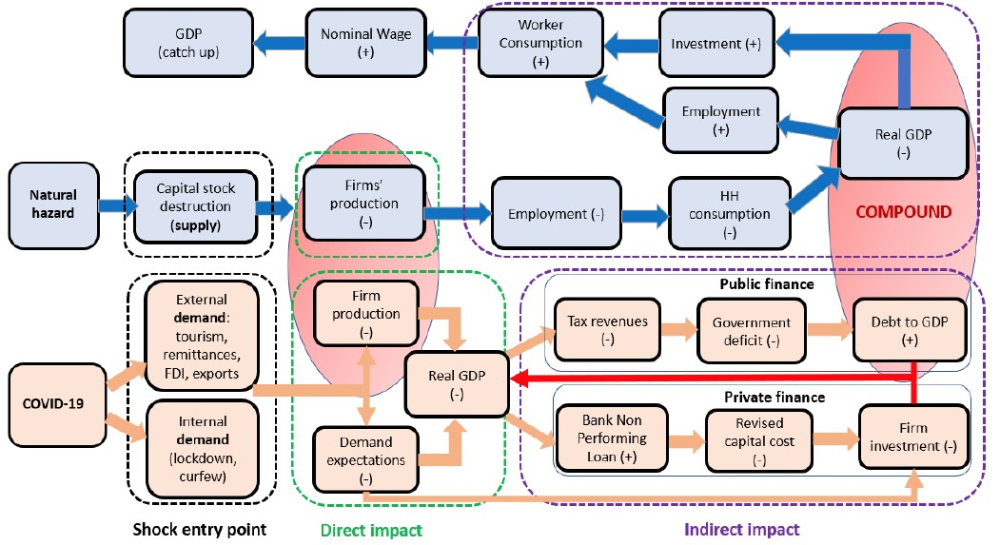 GDP
(catch up)
Nominal Wage
(+)
Worker
Consumption
(+)
Investment (+)
Employment
(+)
Real GDP
(-)
Natural
hazard
Capital stock
destruction
(supply)
Firms'
production
(-)
Employment (-)
HH
consumption
(-)
COMPOUND
COVID-19
External
demand:
tourism,
remittances,
FDI, exports
Internal
demand
(lockdown,
curfew)
Firm
production
(-)
Real GDP
(-)
Demand
expectations
(-)
Public finance
Tax revenues
(-)
Government
deficit (-)
Debt to GDP
(+)
Private finance
Bank Non
Performing
Loan (+)
Revised
capital cost
(-)
Firm
investment (-)
Shock entry point
Direct impact
Indirect impact